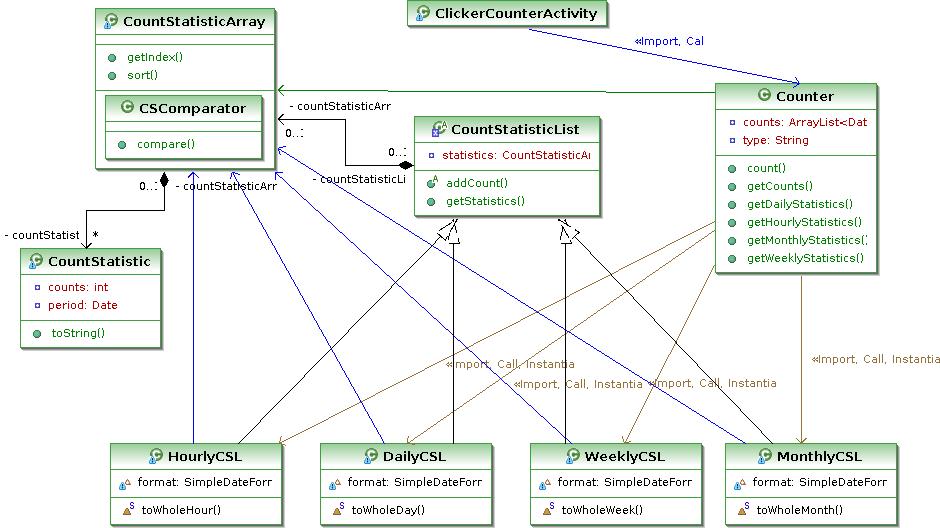 CountStatisticArray
getIndex()
sort()
CSComparator
compare()
ClickerCounterActivity
«Import, Cal
Counter
counts: ArrayList<Dat
type: String
count()
getCounts()
getDailyStatistics()
getHourlyStatistics()
getMonthlyStatistics(
getWeeklyStatistics()
- countStatisticArr
0..
0..
- countStatisticLi
CountStatisticList
statistics: CountStatisticAr
addCount()
getStatistics()
0..
- countStatisticArr
- countStatist
*
CountStatistic
counts: int
period: Date
toString()
«Import, Call, Instantia
«Import, Call, Instantia
«Import, Call, Instantia
«Import, Call, Instantia
HourlyCSL
format: SimpleDateForr
toWholeHour()
DailyCSL
format: SimpleDateForr
toWholeDay()
WeeklyCSL
format: SimpleDateForr
toWholeWeek()
MonthlyCSL
format: SimpleDateForr
toWholeMonth()